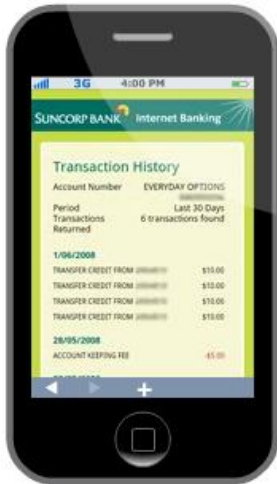 3G 4:00 PM
SUNCORP BANK Internet Banking
Transaction History
Account Number EVERYDAY OPTIONS
Period Last 30 Days
Transactions 6 transactions found
Returned
1/06/2008
TRANSFER CREDIT FROM $10.00
TRANSFER CREDIT FROM $10.00
TRANSFER CREDIT FROM $10.00
TRANSFER CREDIT FROM $15.00
28/05/2008
ACCOUNT KEEPING FEE -$5.00